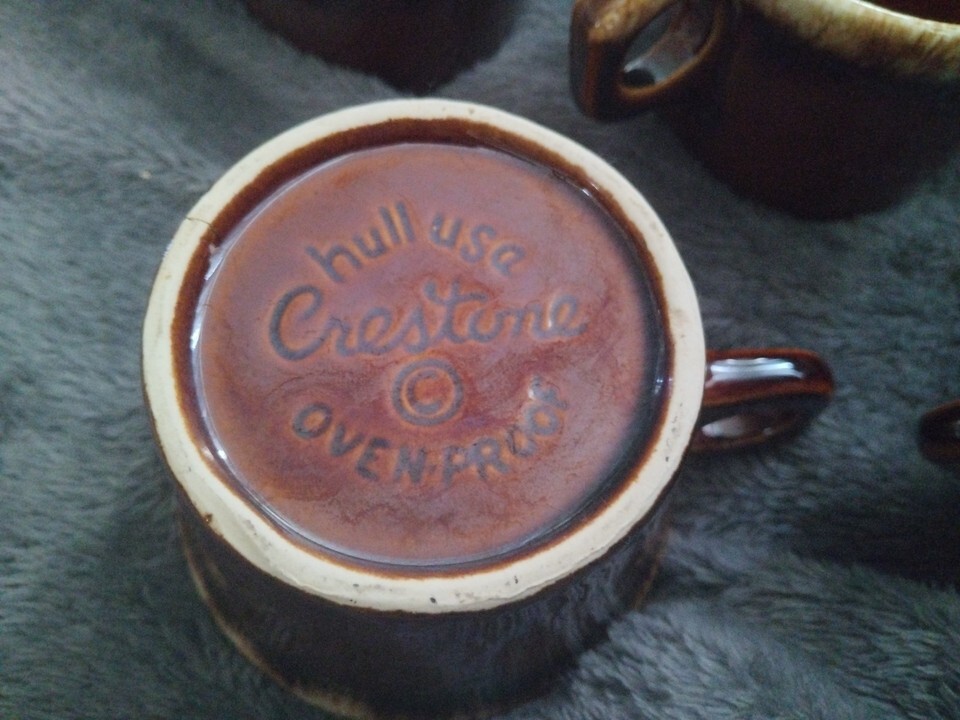 hull usa
Crestone
©
OVEN-PROOF